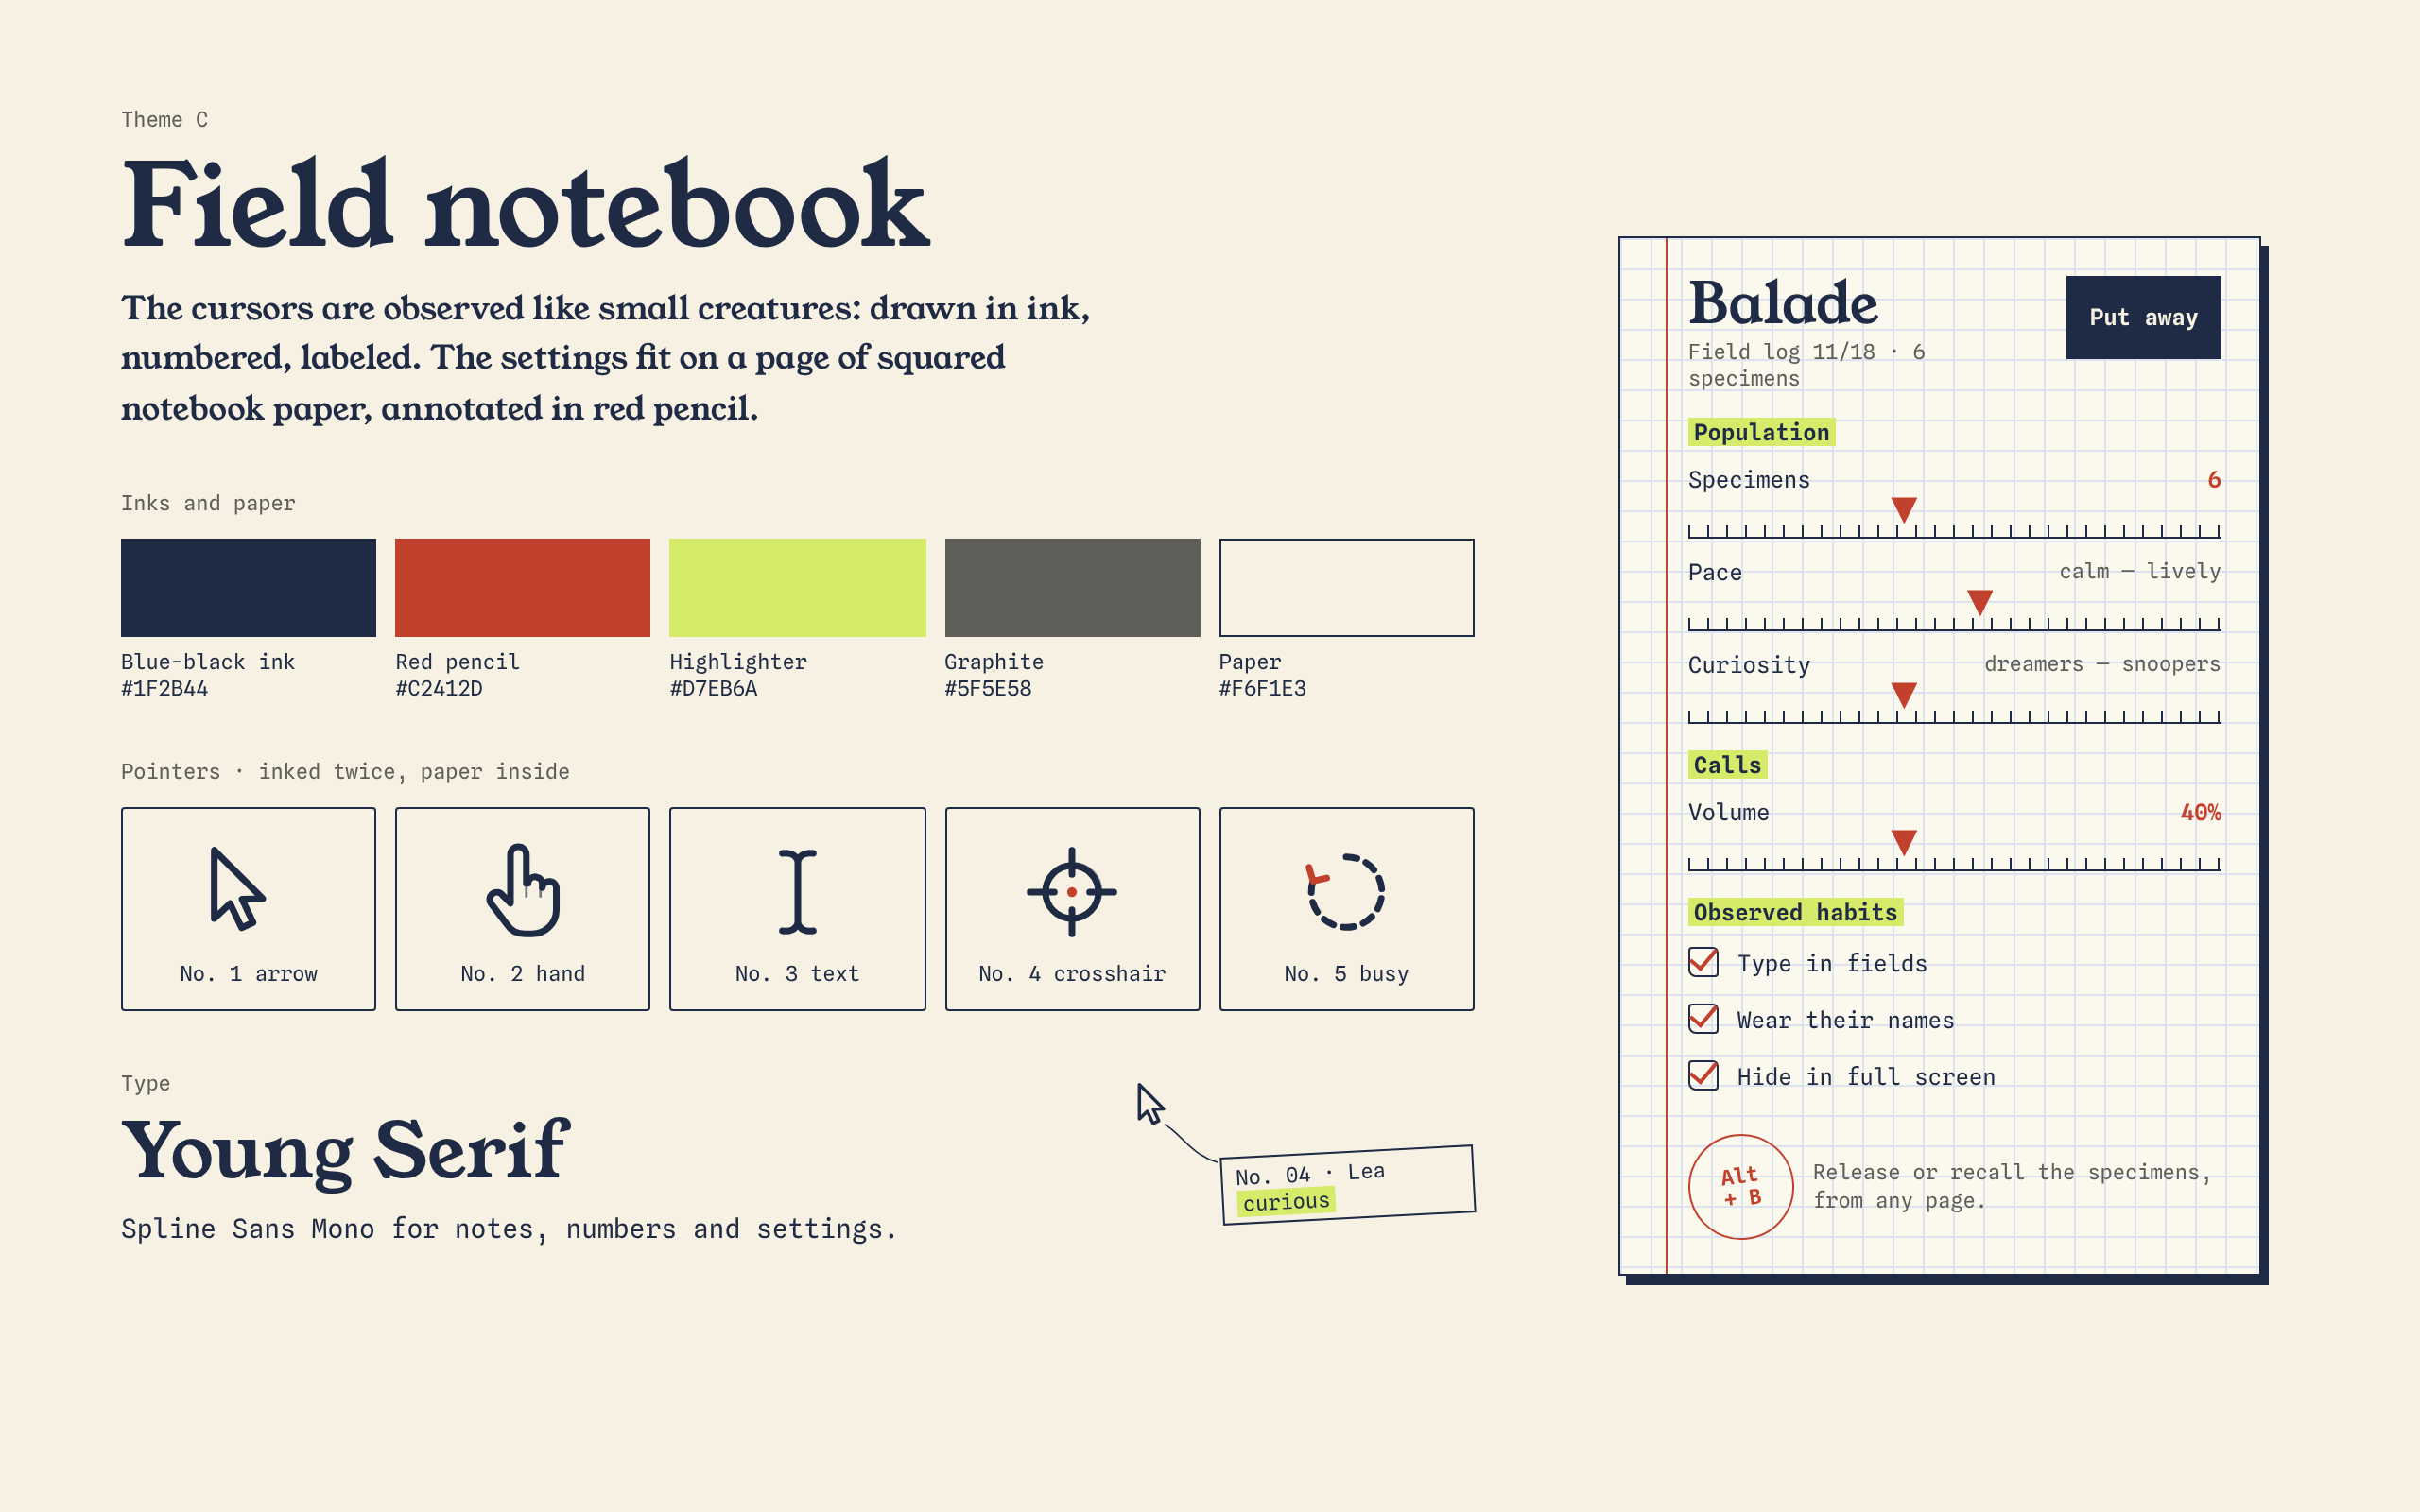 Theme C
Field notebook
The cursors are observed like small creatures: drawn in ink,
numbered, labeled. The settings fit on a page of squared
notebook paper, annotated in red pencil.
Inks and paper
Blue-black ink
#1F2B44
Red pencil
#C2412D
Highlighter
#D7EB6A
Graphite
#5F5E58
Paper
#F6F1E3
Pointers · inked twice, paper inside
No. 1 arrow
No. 2 hand
No. 3 text
No. 4 crosshair
No. 5 busy
Type
Young Serif
Spline Sans Mono for notes, numbers and settings.
No. 04 · Lea
curious
Balade
Put away
Field log 11/18 · 6
specimens
Population
Specimens 6
Pace calm — lively
Curiosity dreamers — snoopers
Calls
Volume 40%
Observed habits
Type in fields
Wear their names
Hide in full screen
Alt
+ B
Release or recall the specimens,
from any page.